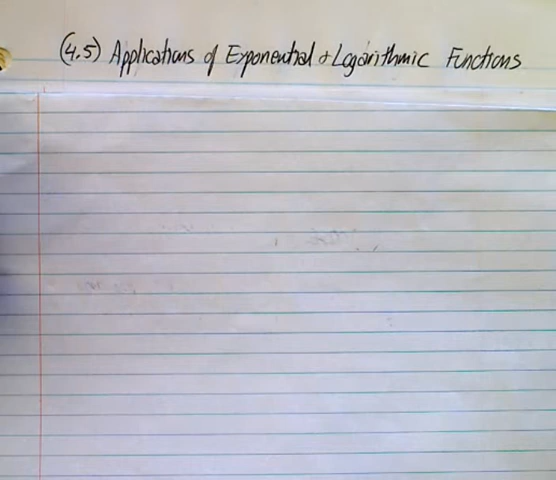 (4.5) Applications of Exponential + Logarithmic Functions